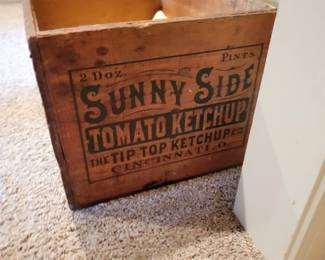 2 Doz. Pints
SUNNY SIDE
TOMATO KETCHUP
THE TIP TOP KETCHUP CO.
CINCINNATI. O.